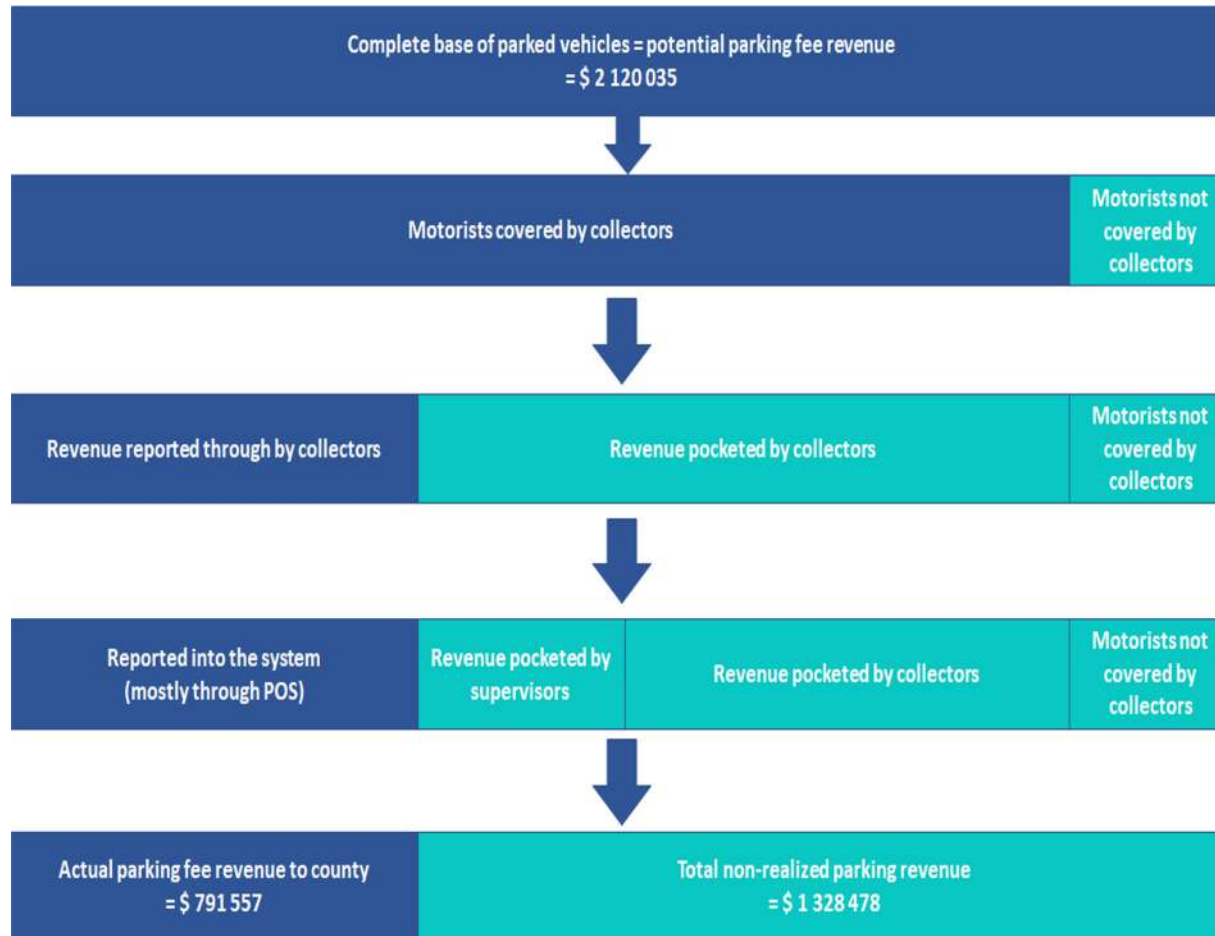 Complete base of parked vehicles = potential parking fee revenue
= $ 2 120 035
Motorists covered by collectors
Motorists not
covered by
collectors
Revenue reported through by collectors
Revenue pocketed by collectors
Motorists not
covered by
collectors
Reported into the system
(mostly through POS)
Revenue pocketed by
supervisors
Revenue pocketed by collectors
Motorists not
covered by
collectors
Actual parking fee revenue to county
= $ 791 557
Total non-realized parking revenue
= $ 1 328 478